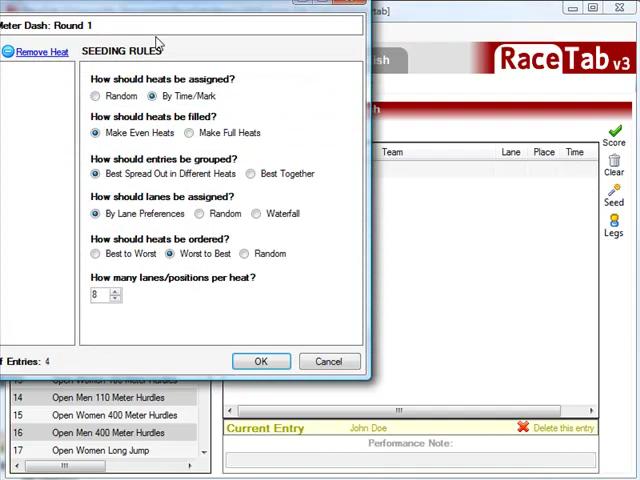 Meter Dash: Round 1
tab]
Remove Heat
SEEDING RULES
RaceTab v3
How should heats be assigned?
Random By Time/Mark
How should heats be filled?
Make Even Heats Make Full Heats
How should entries be grouped?
Best Spread Out in Different Heats Best Together
How should lanes be assigned?
By Lane Preferences Random Waterfall
How should heats be ordered?
Best to Worst Worst to Best Random
How many lanes/positions per heat?
8
Team Lane Place Time
Score
Clear
Seed
Legs
f Entries: 4
OK Cancel
14 Open Men 110 Meter Hurdles
15 Open Women 400 Meter Hurdles
16 Open Men 400 Meter Hurdles
17 Open Women Long Jump
Current Entry John Doe Delete this entry
Performance Note: